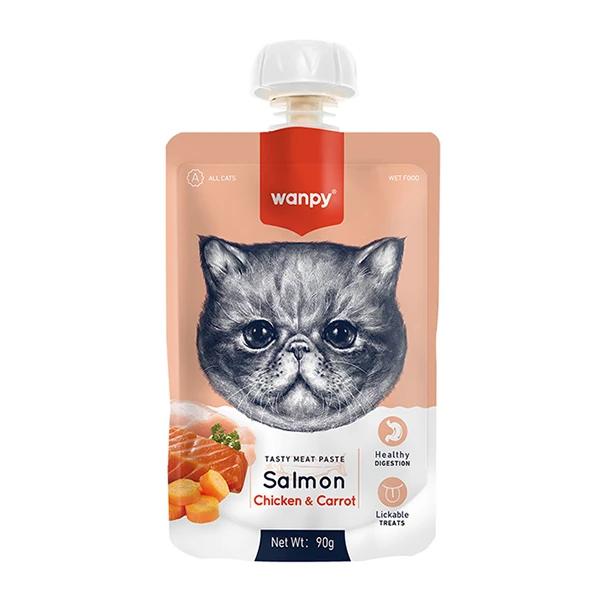 A
ALL CATS
WET FOOD
wanpy®
TASTY MEAT PASTE
Salmon
Chicken & Carrot
Healthy
DIGESTION
Lickable
TREATS
Net Wt: 90g